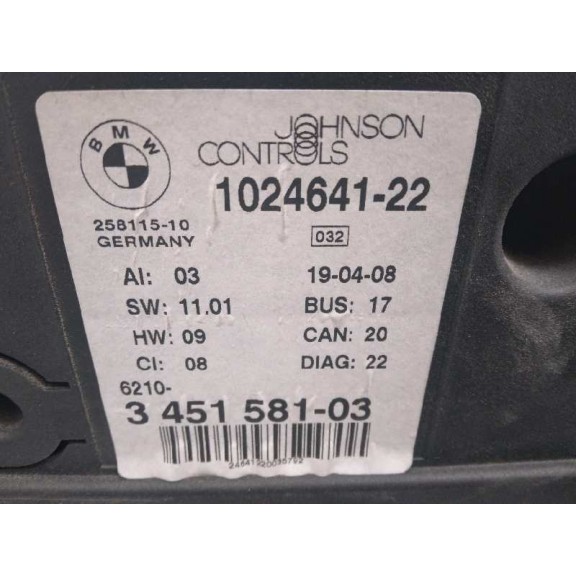 BMW
JOHNSON
CONTROLS
1024641-22
258115-10
GERMANY
032
AI: 03 19-04-08
SW: 11.01 BUS: 17
HW: 09 CAN: 20
CI: 08 DIAG: 22
6210-
3 451 581-03